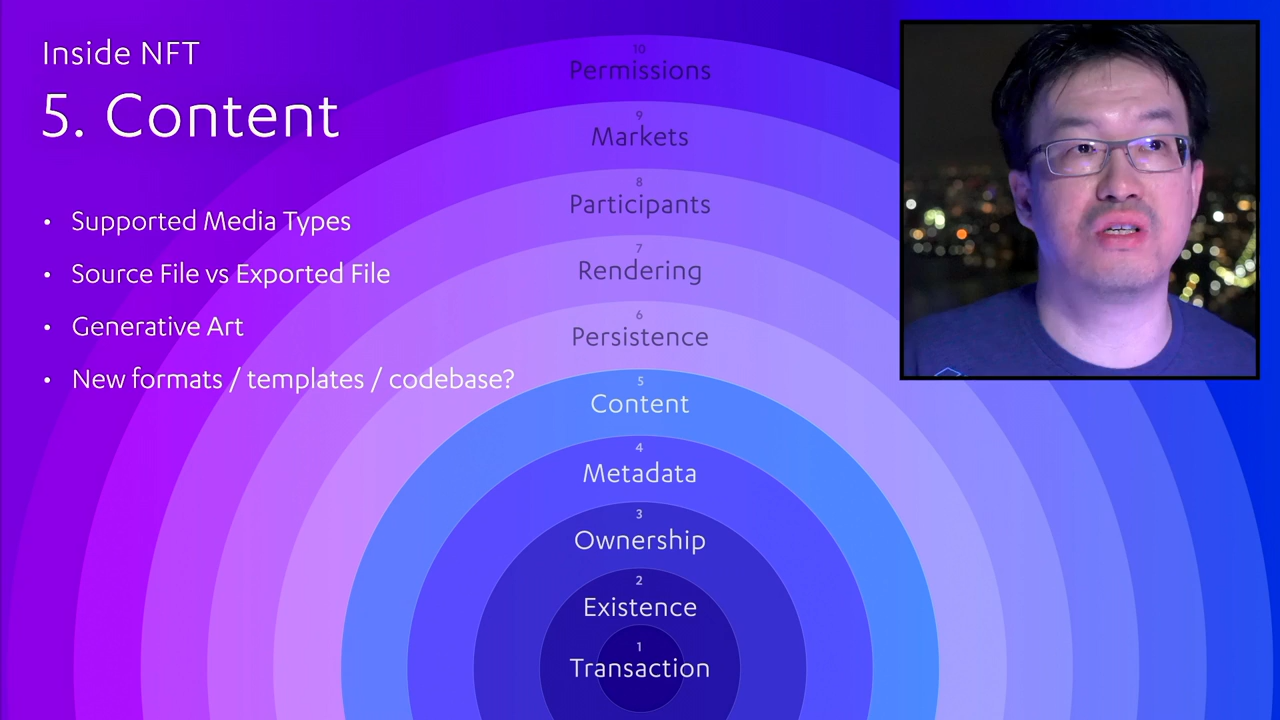 Inside NFT
5. Content
• Supported Media Types
• Source File vs Exported File
• Generative Art
• New formats / templates / codebase?
10
Permissions
9
Markets
8
Participants
7
Rendering
6
Persistence
5
Content
4
Metadata
3
Ownership
2
Existence
1
Transaction